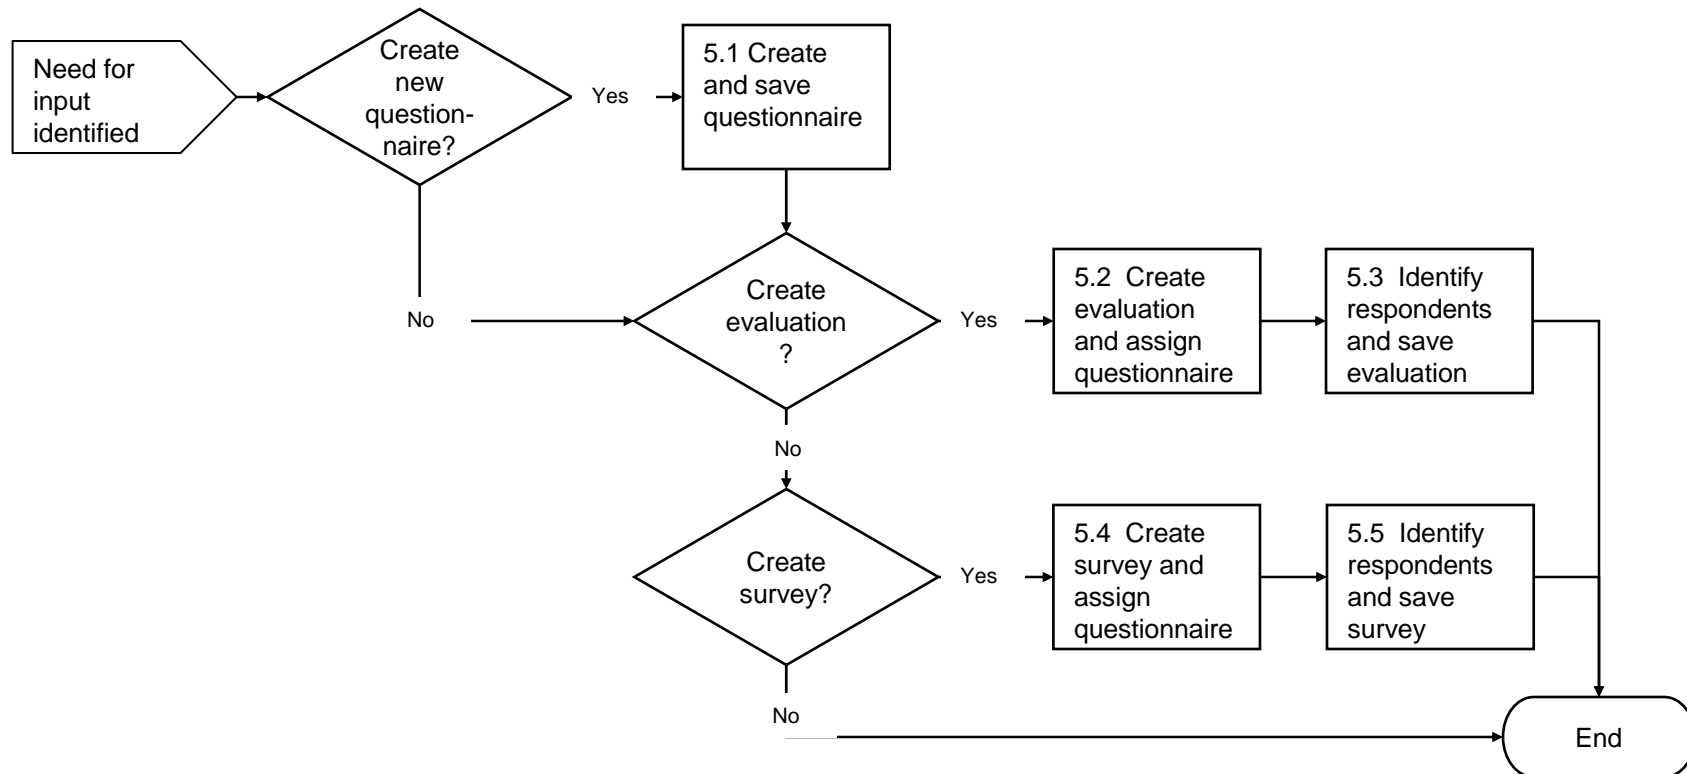 Need for
input
identified
Create
new
question-
naire?
Yes
5.1 Create
and save
questionnaire
No
Create
evaluation
?
Yes
5.2  Create
evaluation
and assign
questionnaire
5.3  Identify
respondents
and save
evaluation
No
Create
survey?
Yes
5.4  Create
survey and
assign
questionnaire
5.5  Identify
respondents
and save
survey
No
End